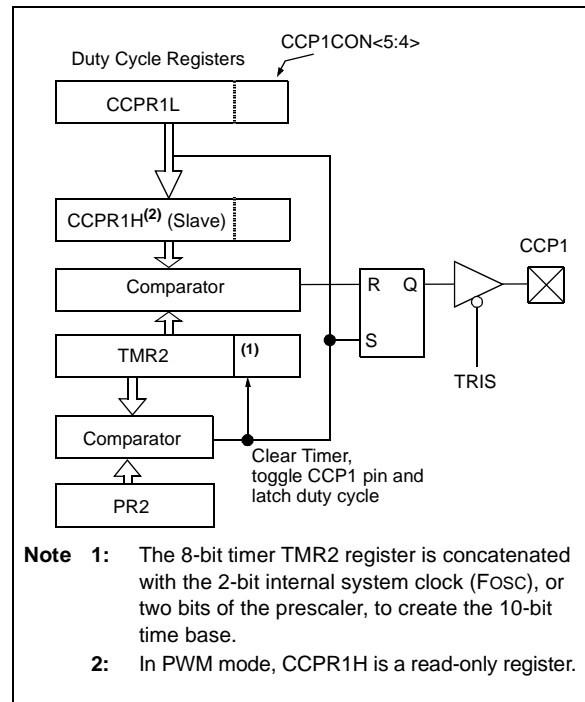 CCP1CON<5:4>
Duty Cycle Registers
CCPR1L
CCPR1H(2) (Slave)
CCP1
Comparator
R Q
TMR2 (1)
S
TRIS
Comparator
Clear Timer,
toggle CCP1 pin and
latch duty cycle
PR2
Note 1: The 8-bit timer TMR2 register is concatenated
with the 2-bit internal system clock (FOSC), or
two bits of the prescaler, to create the 10-bit
time base.
2: In PWM mode, CCPR1H is a read-only register.